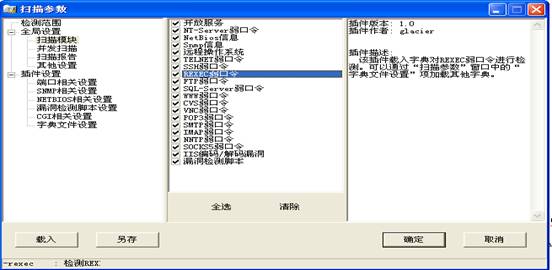 扫描参数
检测范围
全局设置
扫描模块
并发扫描
扫描报告
其他设置
插件设置
端口相关设置
SNMP相关设置
NETBIOS相关设置
漏洞检测脚本设置
CGI相关设置
字典文件设置
开放服务
NT-Server弱口令
NetBios信息
Snmp信息
远程操作系统
TELNET弱口令
SSH弱口令
REXEC弱口令
FTP弱口令
SQL-Server弱口令
WWW弱口令
CVS弱口令
VNC弱口令
POP3弱口令
SMTP弱口令
IMAP弱口令
NNTP弱口令
SOCKS5弱口令
IIS编码/解码漏洞
漏洞检测脚本
全选
清除
插件版本: 1.0
插件作者: glacier
插件描述:
该插件载入字典对REXEC弱口令进行检
测。可以通过“扫描参数”窗口中的“
字典文件设置”项加载其他字典。
载入
另存
确定
取消
-rexec : 检测REX